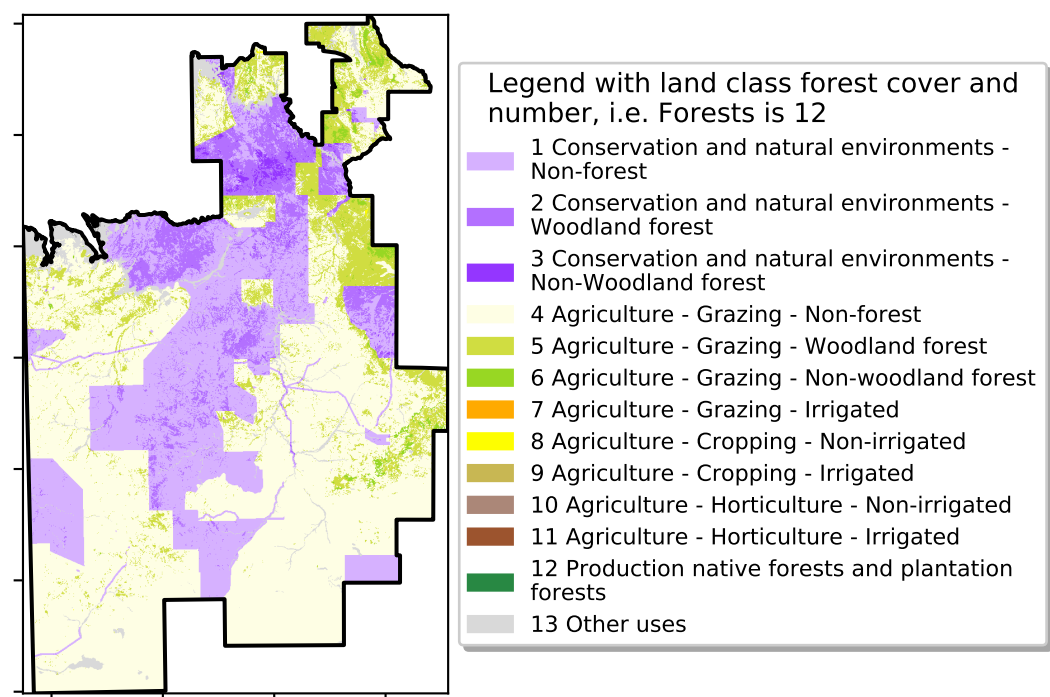 Legend with land class forest cover and
number, i.e. Forests is 12
1 Conservation and natural environments -
Non-forest
2 Conservation and natural environments -
Woodland forest
3 Conservation and natural environments -
Non-Woodland forest
4 Agriculture - Grazing - Non-forest
5 Agriculture - Grazing - Woodland forest
6 Agriculture - Grazing - Non-woodland forest
7 Agriculture - Grazing - Irrigated
8 Agriculture - Cropping - Non-irrigated
9 Agriculture - Cropping - Irrigated
10 Agriculture - Horticulture - Non-irrigated
11 Agriculture - Horticulture - Irrigated
12 Production native forests and plantation
forests
13 Other uses